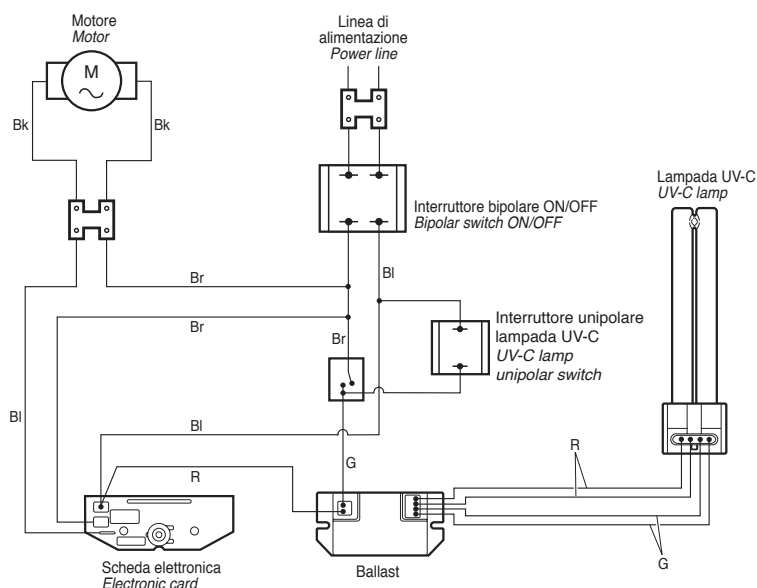 Motore
Motor
M
Bk
Bk
Linea di
alimentazione
Power line
Interruttore bipolare ON/OFF
Bipolar switch ON/OFF
Lampada UV-C
UV-C lamp
Br
Bl
Br
Br
Interruttore unipolare
lampada UV-C
UV-C lamp
unipolar switch
Bl
Bl
R
G
R
G
Scheda elettronica
Electronic card
Ballast